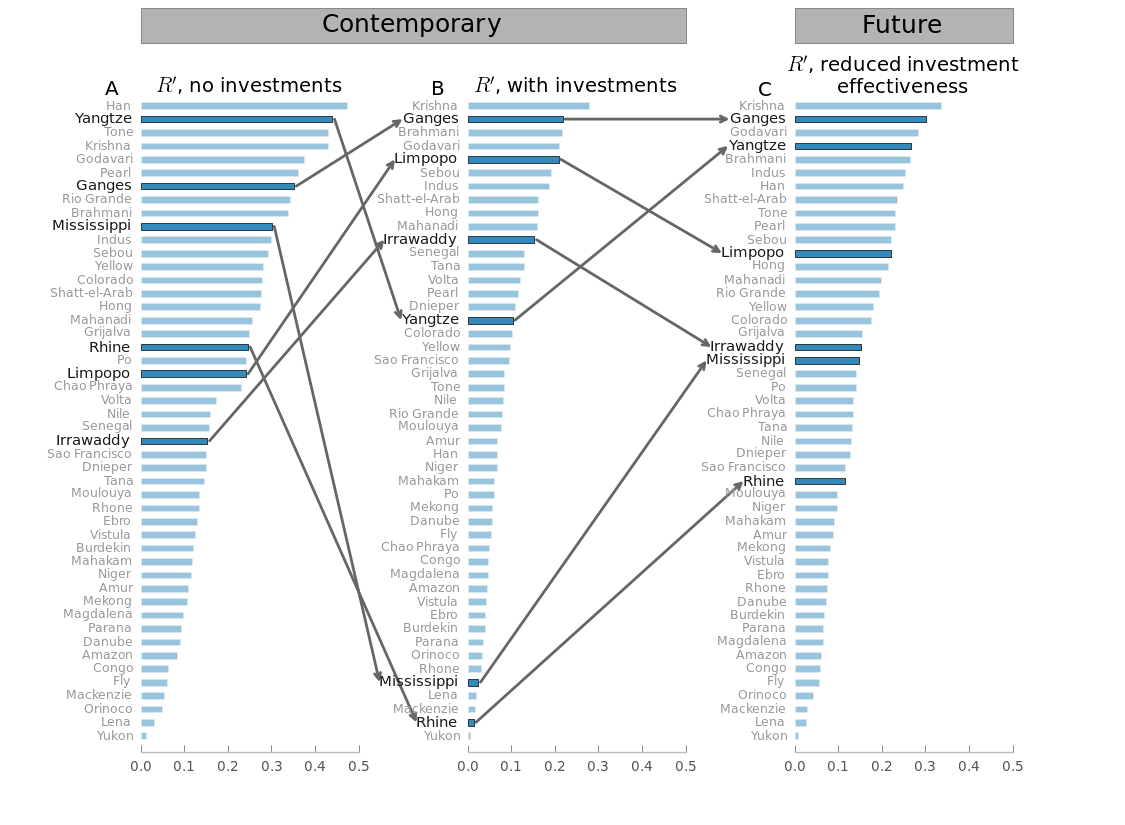 Contemporary
Future
A
R′, no investments
B
R′, with investments
C
R′, reduced investment
effectiveness
Han
Yangtze
Tone
Krishna
Godavari
Pearl
Ganges
Rio Grande
Brahmani
Mississippi
Indus
Sebou
Yellow
Colorado
Shatt-el-Arab
Hong
Mahanadi
Grijalva
Rhine
Po
Limpopo
Chao Phraya
Volta
Nile
Senegal
Irrawaddy
Sao Francisco
Dnieper
Tana
Moulouya
Rhone
Ebro
Vistula
Burdekin
Mahakam
Niger
Amur
Mekong
Magdalena
Parana
Danube
Amazon
Congo
Fly
Mackenzie
Orinoco
Lena
Yukon
0.0 0.1 0.2 0.3 0.4 0.5
Krishna
Ganges
Brahmani
Godavari
Limpopo
Sebou
Indus
Shatt-el-Arab
Hong
Mahanadi
Irrawaddy
Senegal
Tana
Volta
Pearl
Dnieper
Yangtze
Colorado
Yellow
Sao Francisco
Grijalva
Tone
Nile
Rio Grande
Moulouya
Amur
Han
Niger
Mahakam
Po
Mekong
Danube
Fly
Chao Phraya
Congo
Magdalena
Amazon
Vistula
Ebro
Burdekin
Parana
Orinoco
Rhone
Mississippi
Lena
Mackenzie
Rhine
Yukon
0.0 0.1 0.2 0.3 0.4 0.5
Krishna
Ganges
Godavari
Yangtze
Brahmani
Indus
Han
Shatt-el-Arab
Tone
Pearl
Sebou
Limpopo
Hong
Mahanadi
Rio Grande
Yellow
Colorado
Grijalva
Irrawaddy
Mississippi
Senegal
Po
Volta
Chao Phraya
Tana
Nile
Dnieper
Sao Francisco
Rhine
Moulouya
Niger
Mahakam
Amur
Mekong
Vistula
Ebro
Rhone
Danube
Burdekin
Parana
Magdalena
Amazon
Congo
Fly
Orinoco
Mackenzie
Lena
Yukon
0.0 0.1 0.2 0.3 0.4 0.5